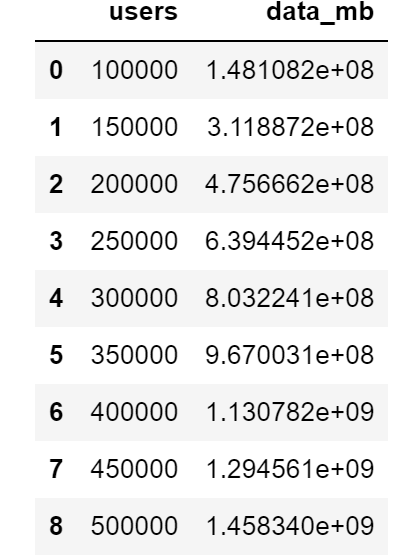 users data_mb
0 100000 1.481082e+08
1 150000 3.118872e+08
2 200000 4.756662e+08
3 250000 6.394452e+08
4 300000 8.032241e+08
5 350000 9.670031e+08
6 400000 1.130782e+09
7 450000 1.294561e+09
8 500000 1.458340e+09